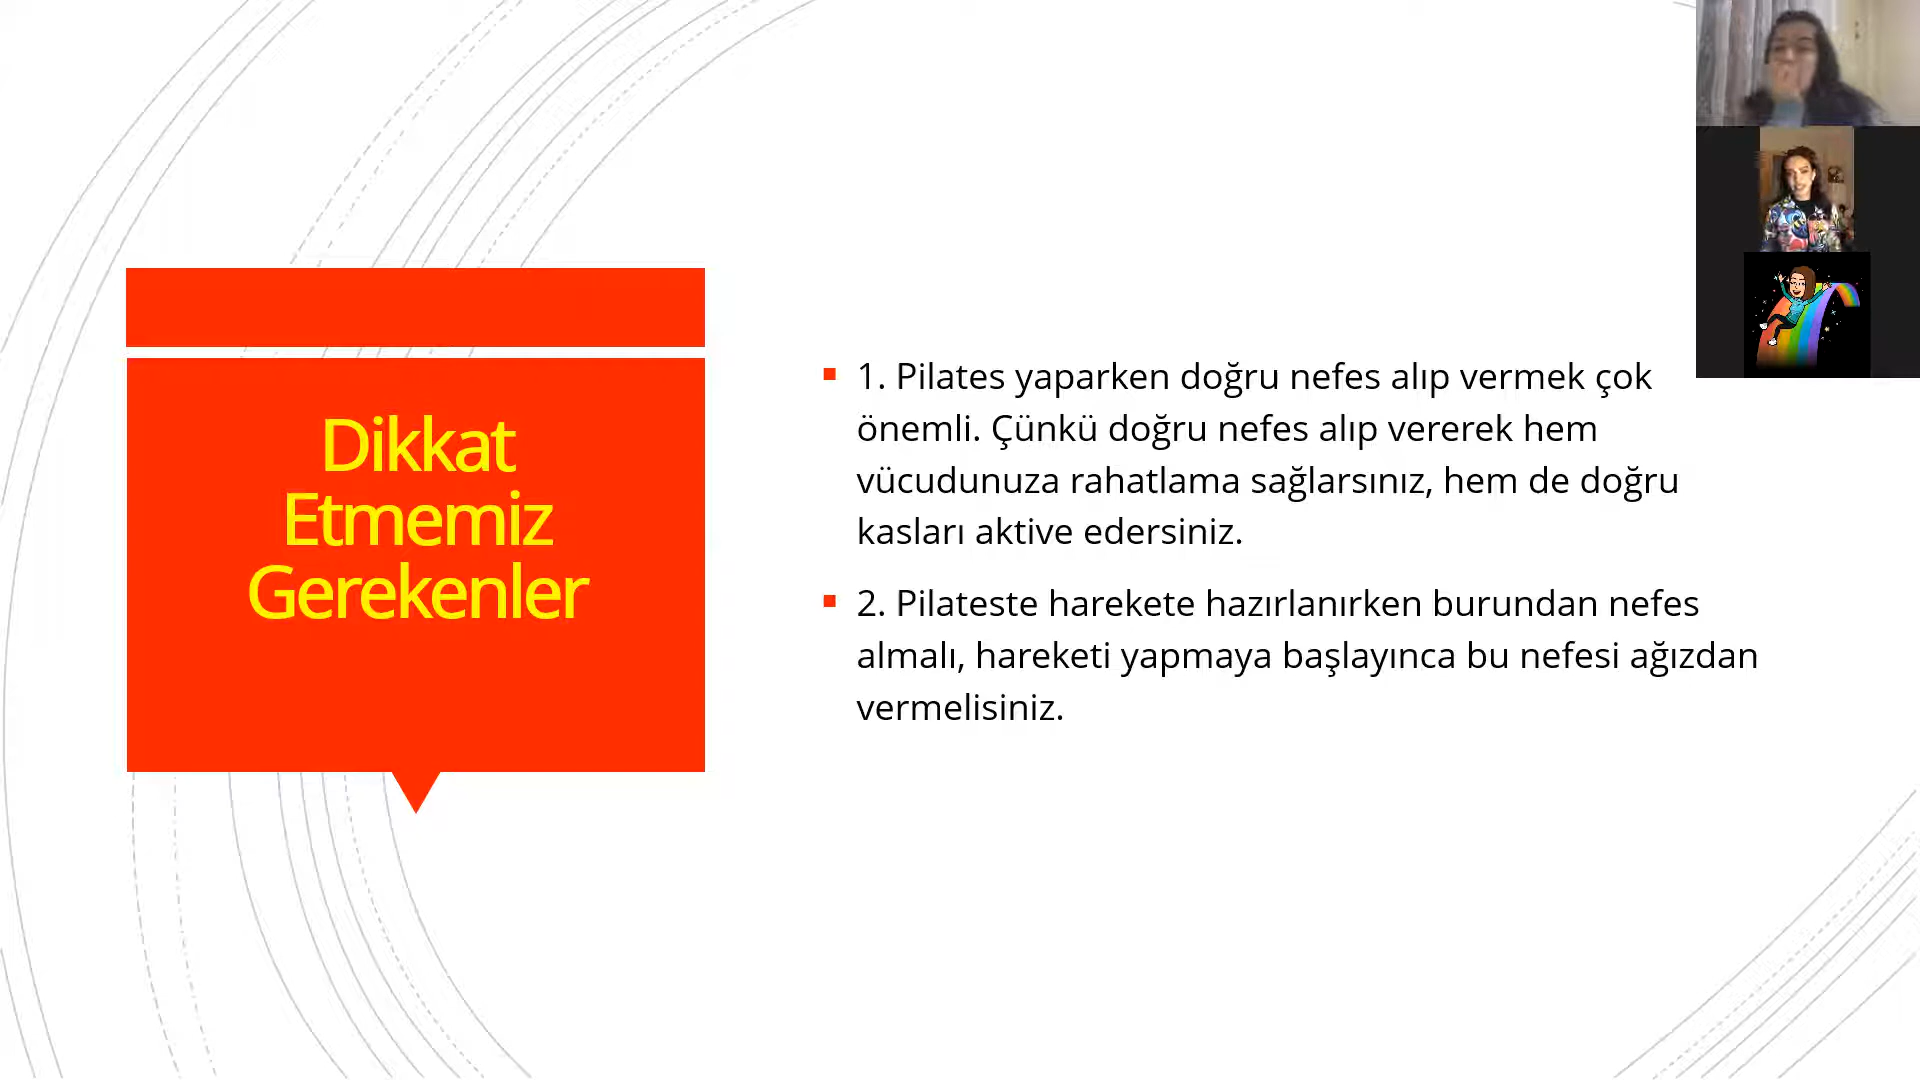 Dikkat
Etmemiz
Gerekenler
1. Pilates yaparken doğru nefes alıp vermek çok
önemli. Çünkü doğru nefes alıp vererek hem
vücudunuza rahatlama sağlarsınız, hem de doğru
kasları aktive edersiniz.
2. Pilateste harekete hazırlanırken burundan nefes
almalı, hareketi yapmaya başlayınca bu nefesi ağızdan
vermelisiniz.